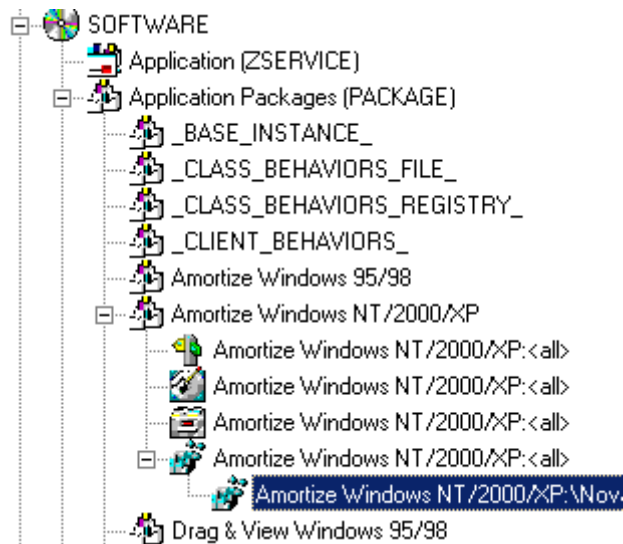 SOFTWARE
Application (ZSERVICE)
Application Packages (PACKAGE)
_BASE_INSTANCE_
_CLASS_BEHAVIORS_FILE_
_CLASS_BEHAVIORS_REGISTRY_
_CLIENT_BEHAVIORS_
Amortize Windows 95/98
Amortize Windows NT/2000/XP
Amortize Windows NT/2000/XP:<all>
Amortize Windows NT/2000/XP:<all>
Amortize Windows NT/2000/XP:<all>
Amortize Windows NT/2000/XP:<all>
Amortize Windows NT/2000/XP:\Nov
Drag & View Windows 95/98